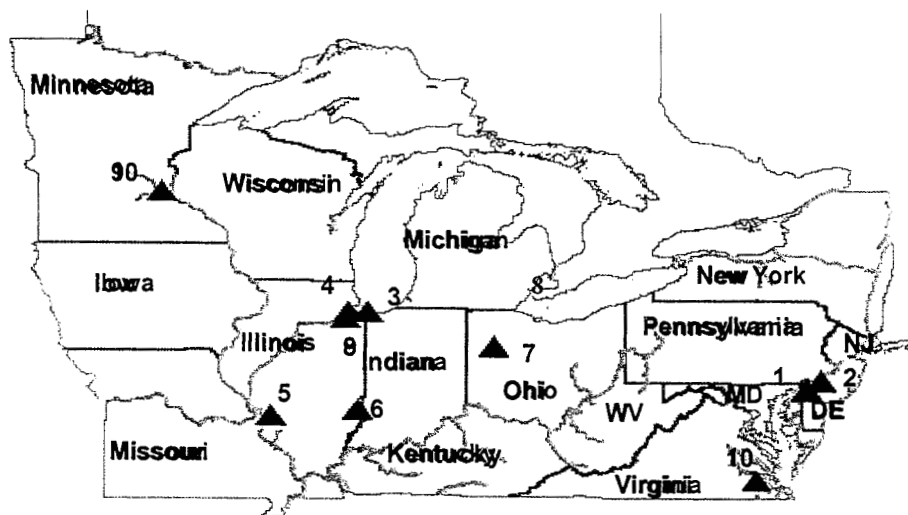 Minnesota
90
Wisconsin
Michigan
New York
Iowa
4
3
8
Illinois
9
Indiana
7
Pennsylvania
NJ
Ohio
1
2
MD
DE
5
6
WV
Missouri
Kentucky
10
Virginia